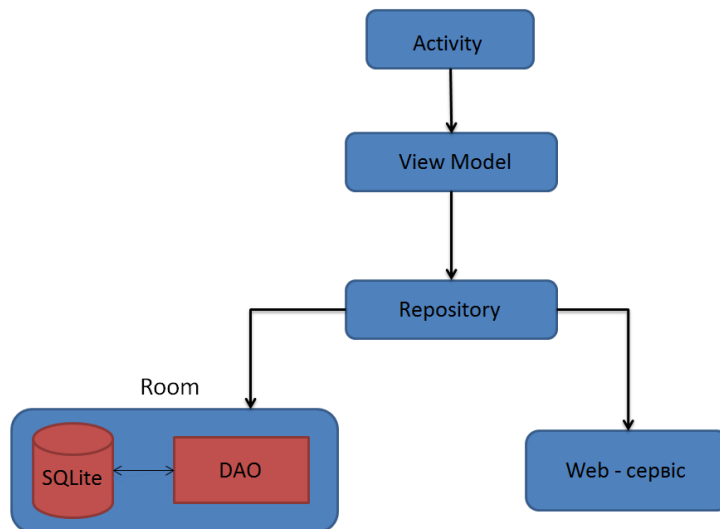 Activity
View Model
Repository
Room
SQLite
DAO
Web - сервіс